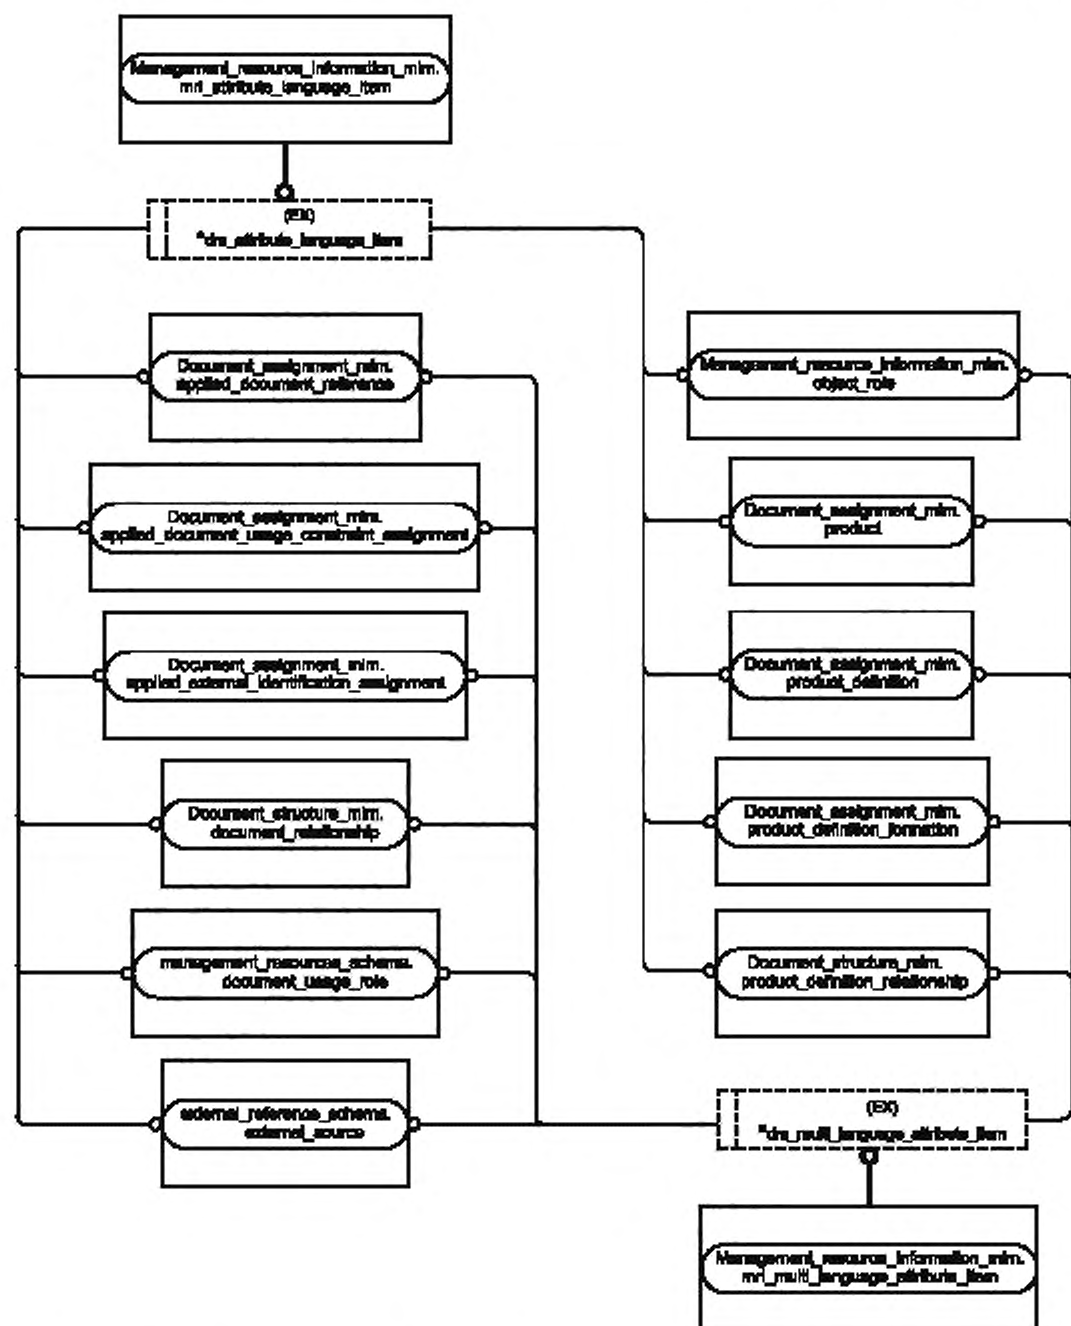 Management_resource_information_mim.
mri_attribute_language_item
(EX)
*drs_attribute_language_item
Document_assignment_mim.
applied_document_reference
Document_assignment_mim.
applied_document_usage_constraint_assignment
Document_assignment_mim.
applied_external_identification_assignment
Document_structure_mim.
document_relationship
management_resources_schema.
document_usage_role
external_reference_schema.
external_source
Management_resource_information_mim.
object_role
Document_assignment_mim.
product
Document_assignment_mim.
product_definition
Document_assignment_mim.
product_definition_formation
Document_structure_mim.
product_definition_relationship
(EX)
*drs_multi_language_attribute_item
Management_resource_information_mim.
mri_multi_language_attribute_item